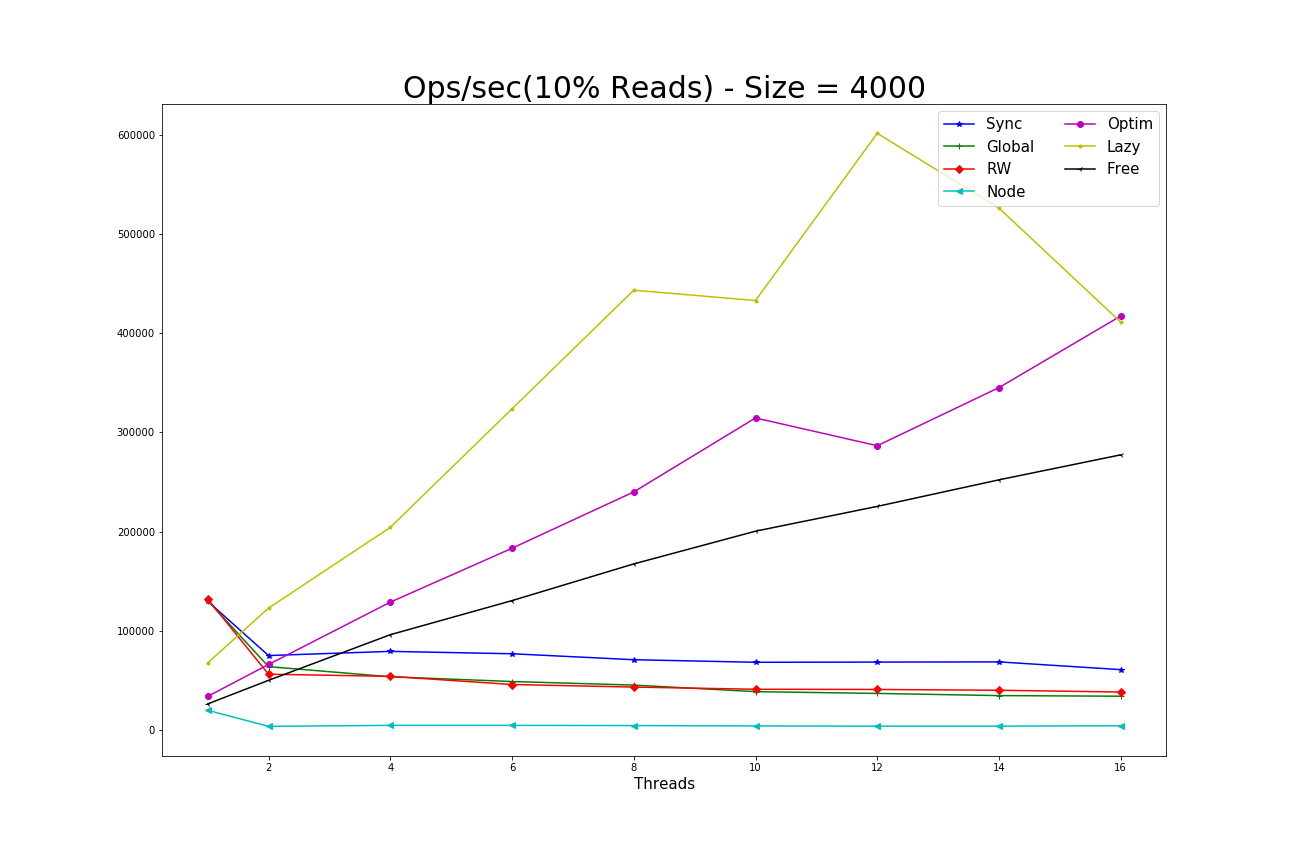 Ops/sec(10% Reads) - Size = 4000
600000
500000
400000
300000
200000
100000
0
Sync
Global
RW
Node
Optim
Lazy
Free
2 4 6 8 10 12 14 16
Threads